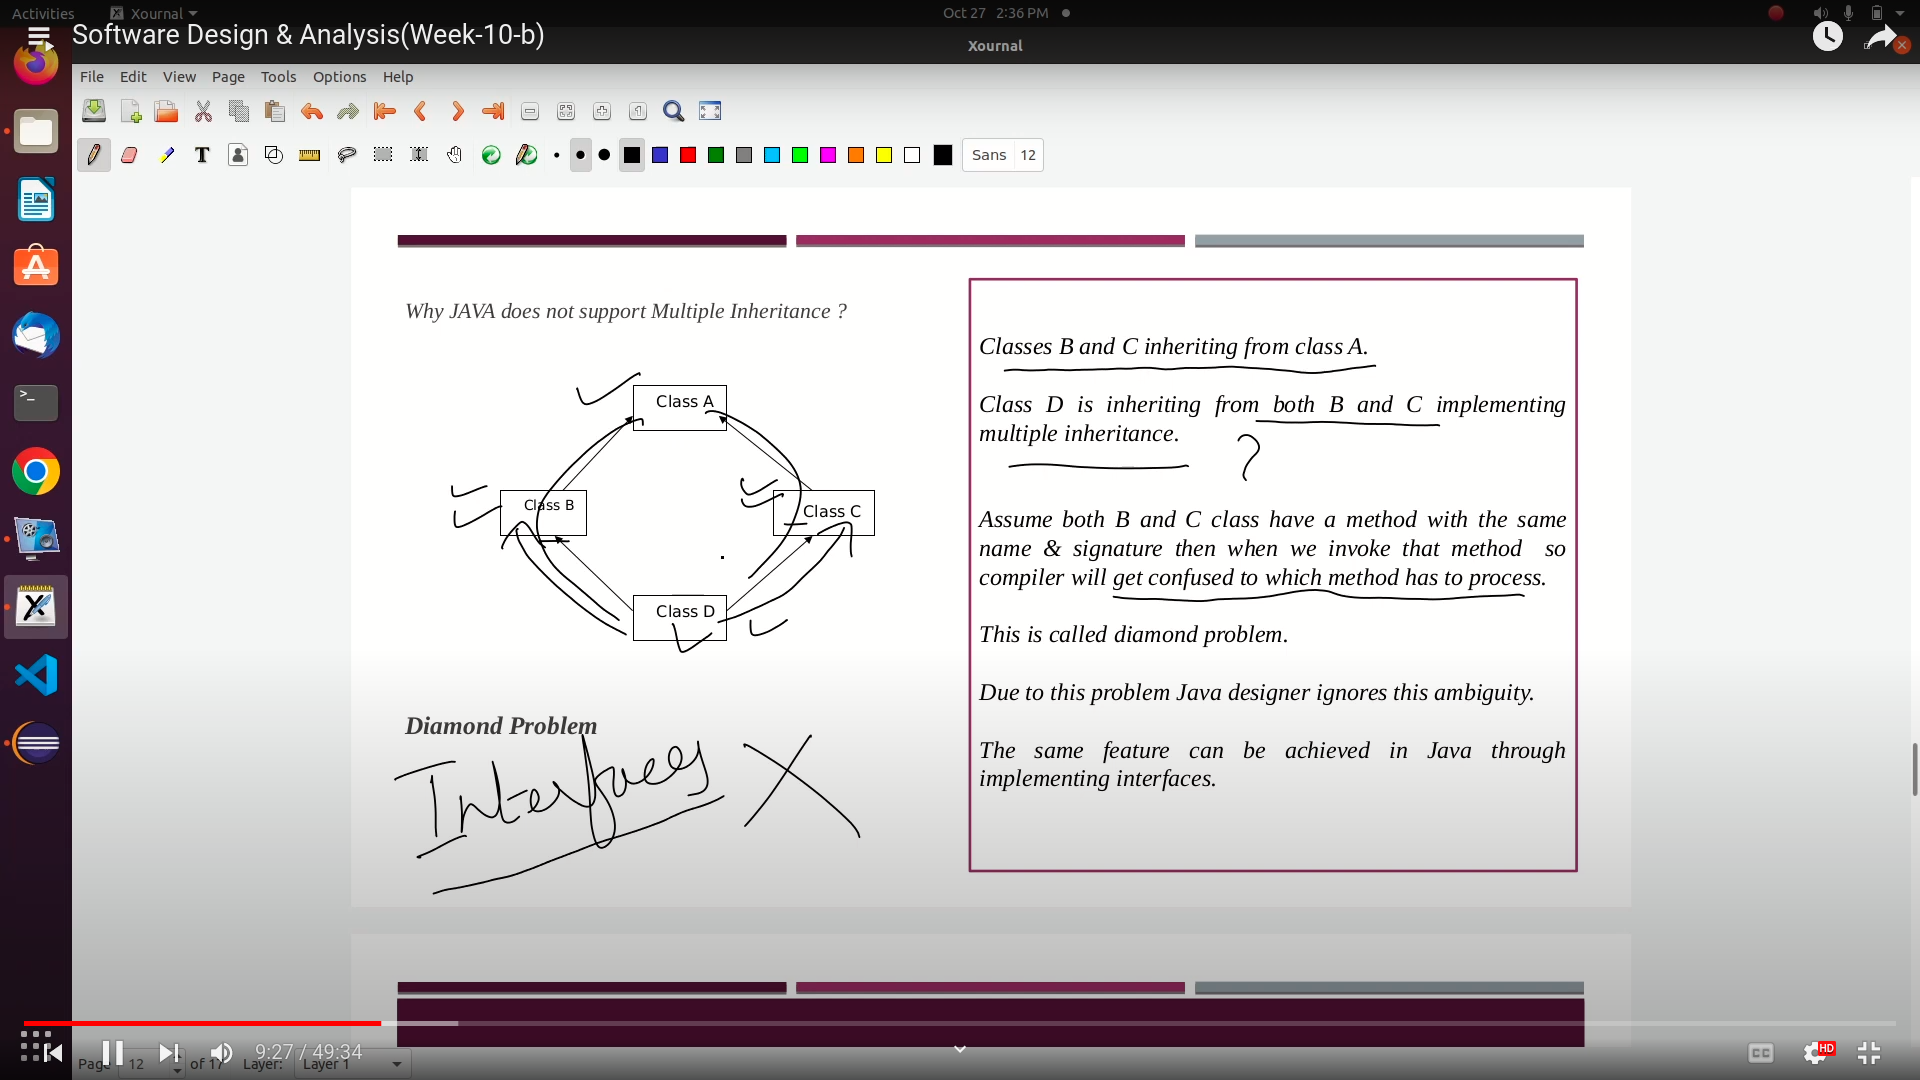 Activities Xournal Oct 27 2:36 PM
Software Design & Analysis(Week-10-b)
Xournal
File Edit View Page Tools Options Help
Sans 12
Why JAVA does not support Multiple Inheritance ?
Class A
Class B
Class C
Class D
Diamond Problem
Interfaces X
Classes B and C inheriting from class A.
Class D is inheriting from both B and C implementing
multiple inheritance. ?
Assume both B and C class have a method with the same
name & signature then when we invoke that method so
compiler will get confused to which method has to process.
This is called diamond problem.
Due to this problem Java designer ignores this ambiguity.
The same feature can be achieved in Java through
implementing interfaces.
9:27 / 49:34
CC HD
Page 12 of 17 Layer: Layer 1